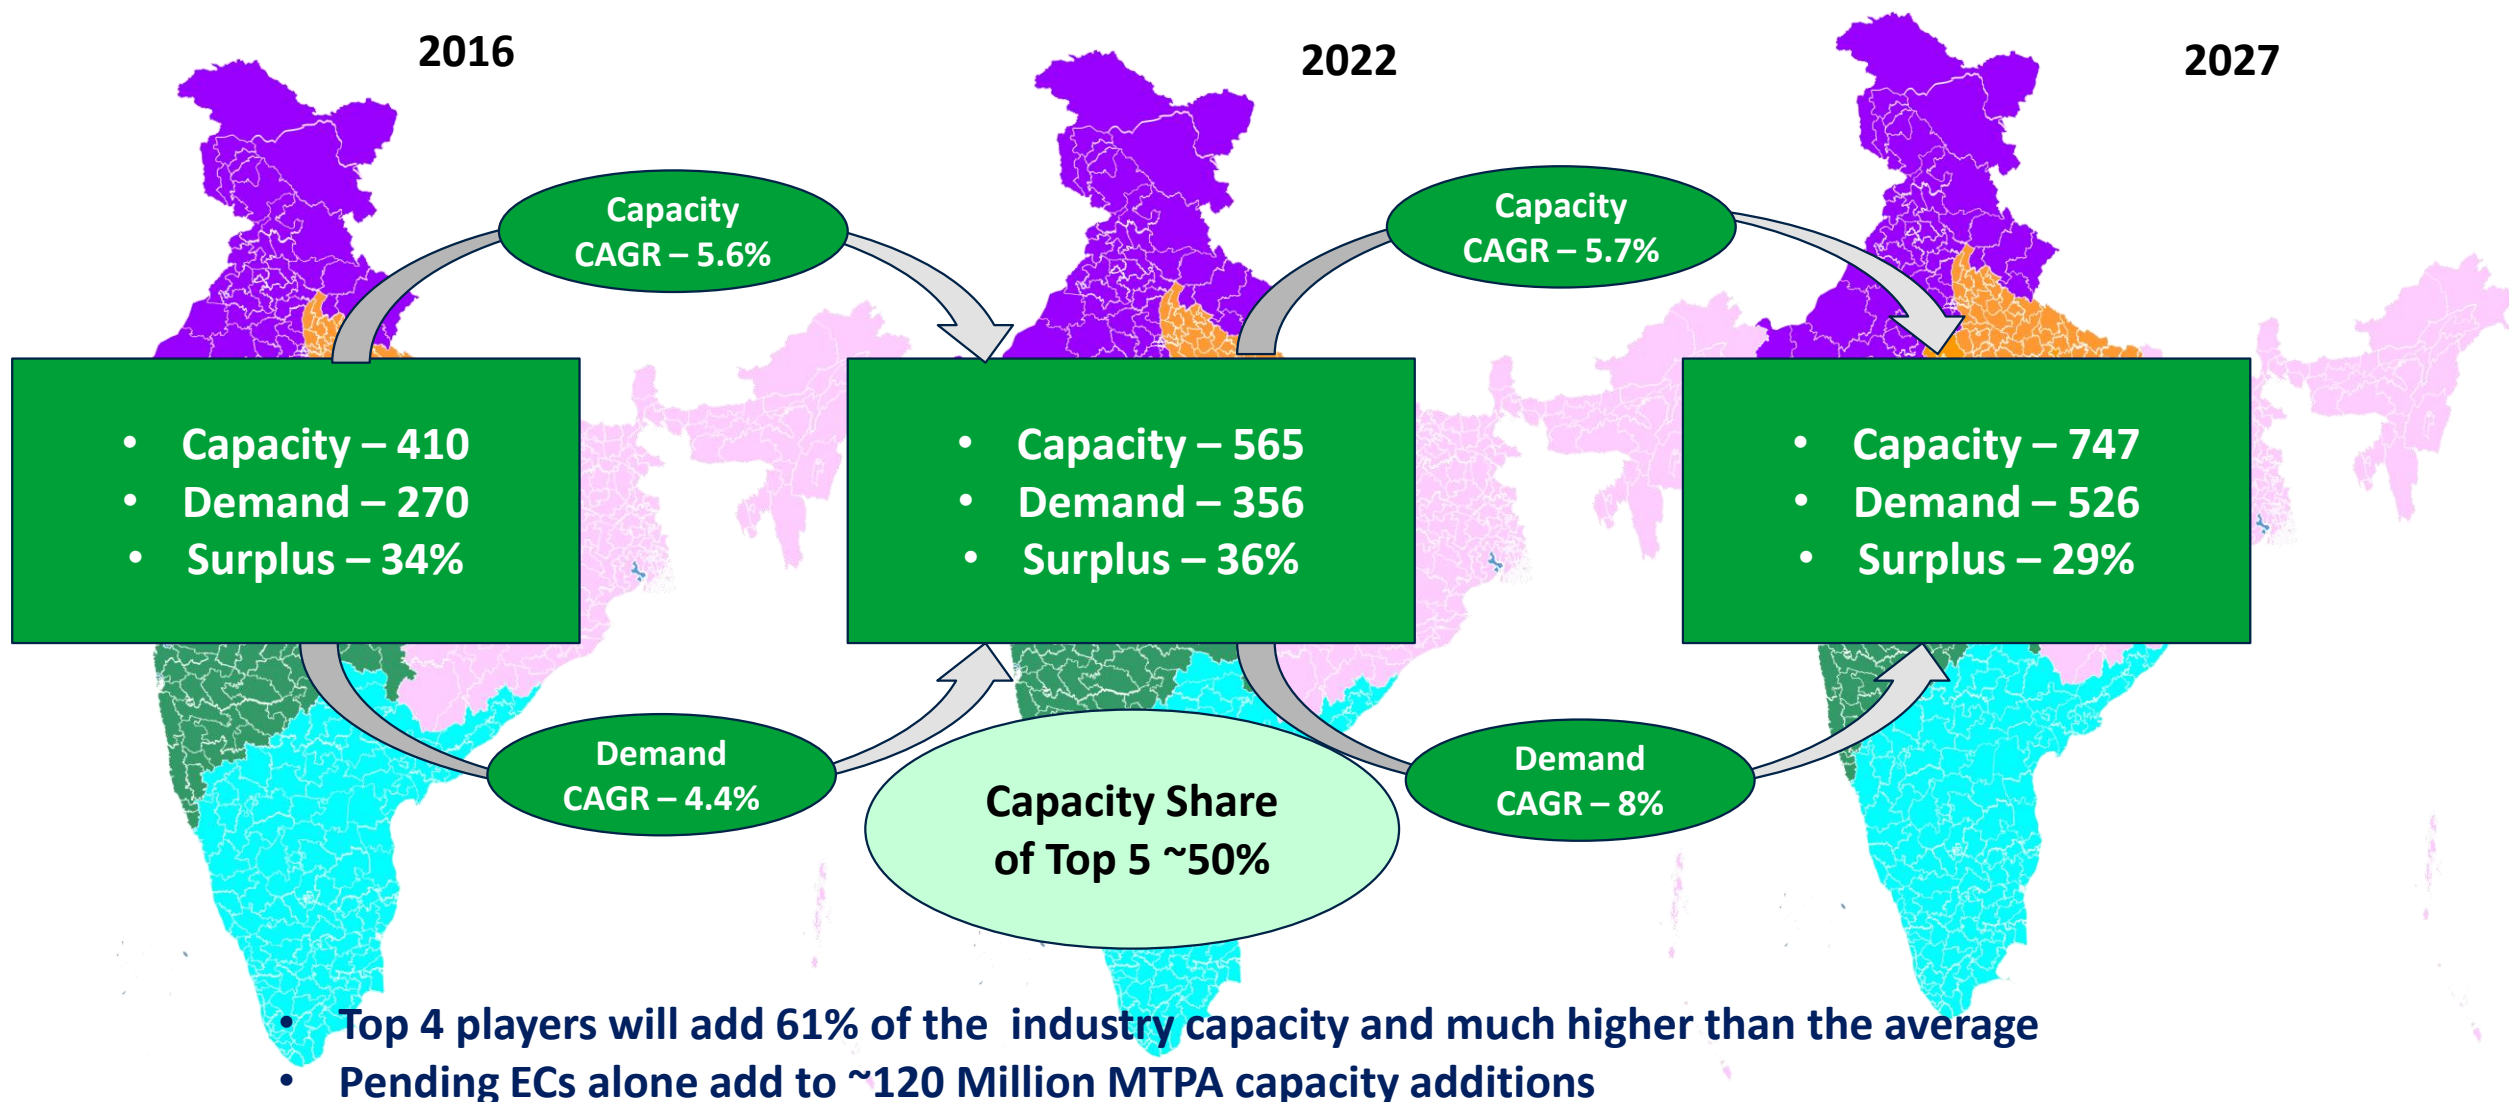 2016
2022
2027
Capacity
CAGR – 5.6%
Capacity
CAGR – 5.7%
• Capacity – 410
• Demand – 270
• Surplus – 34%
• Capacity – 565
• Demand – 356
• Surplus – 36%
• Capacity – 747
• Demand – 526
• Surplus – 29%
Demand
CAGR – 4.4%
Capacity Share
of Top 5 ~50%
Demand
CAGR – 8%
• Top 4 players will add 61% of the industry capacity and much higher than the average
• Pending ECs alone add to ~120 Million MTPA capacity additions